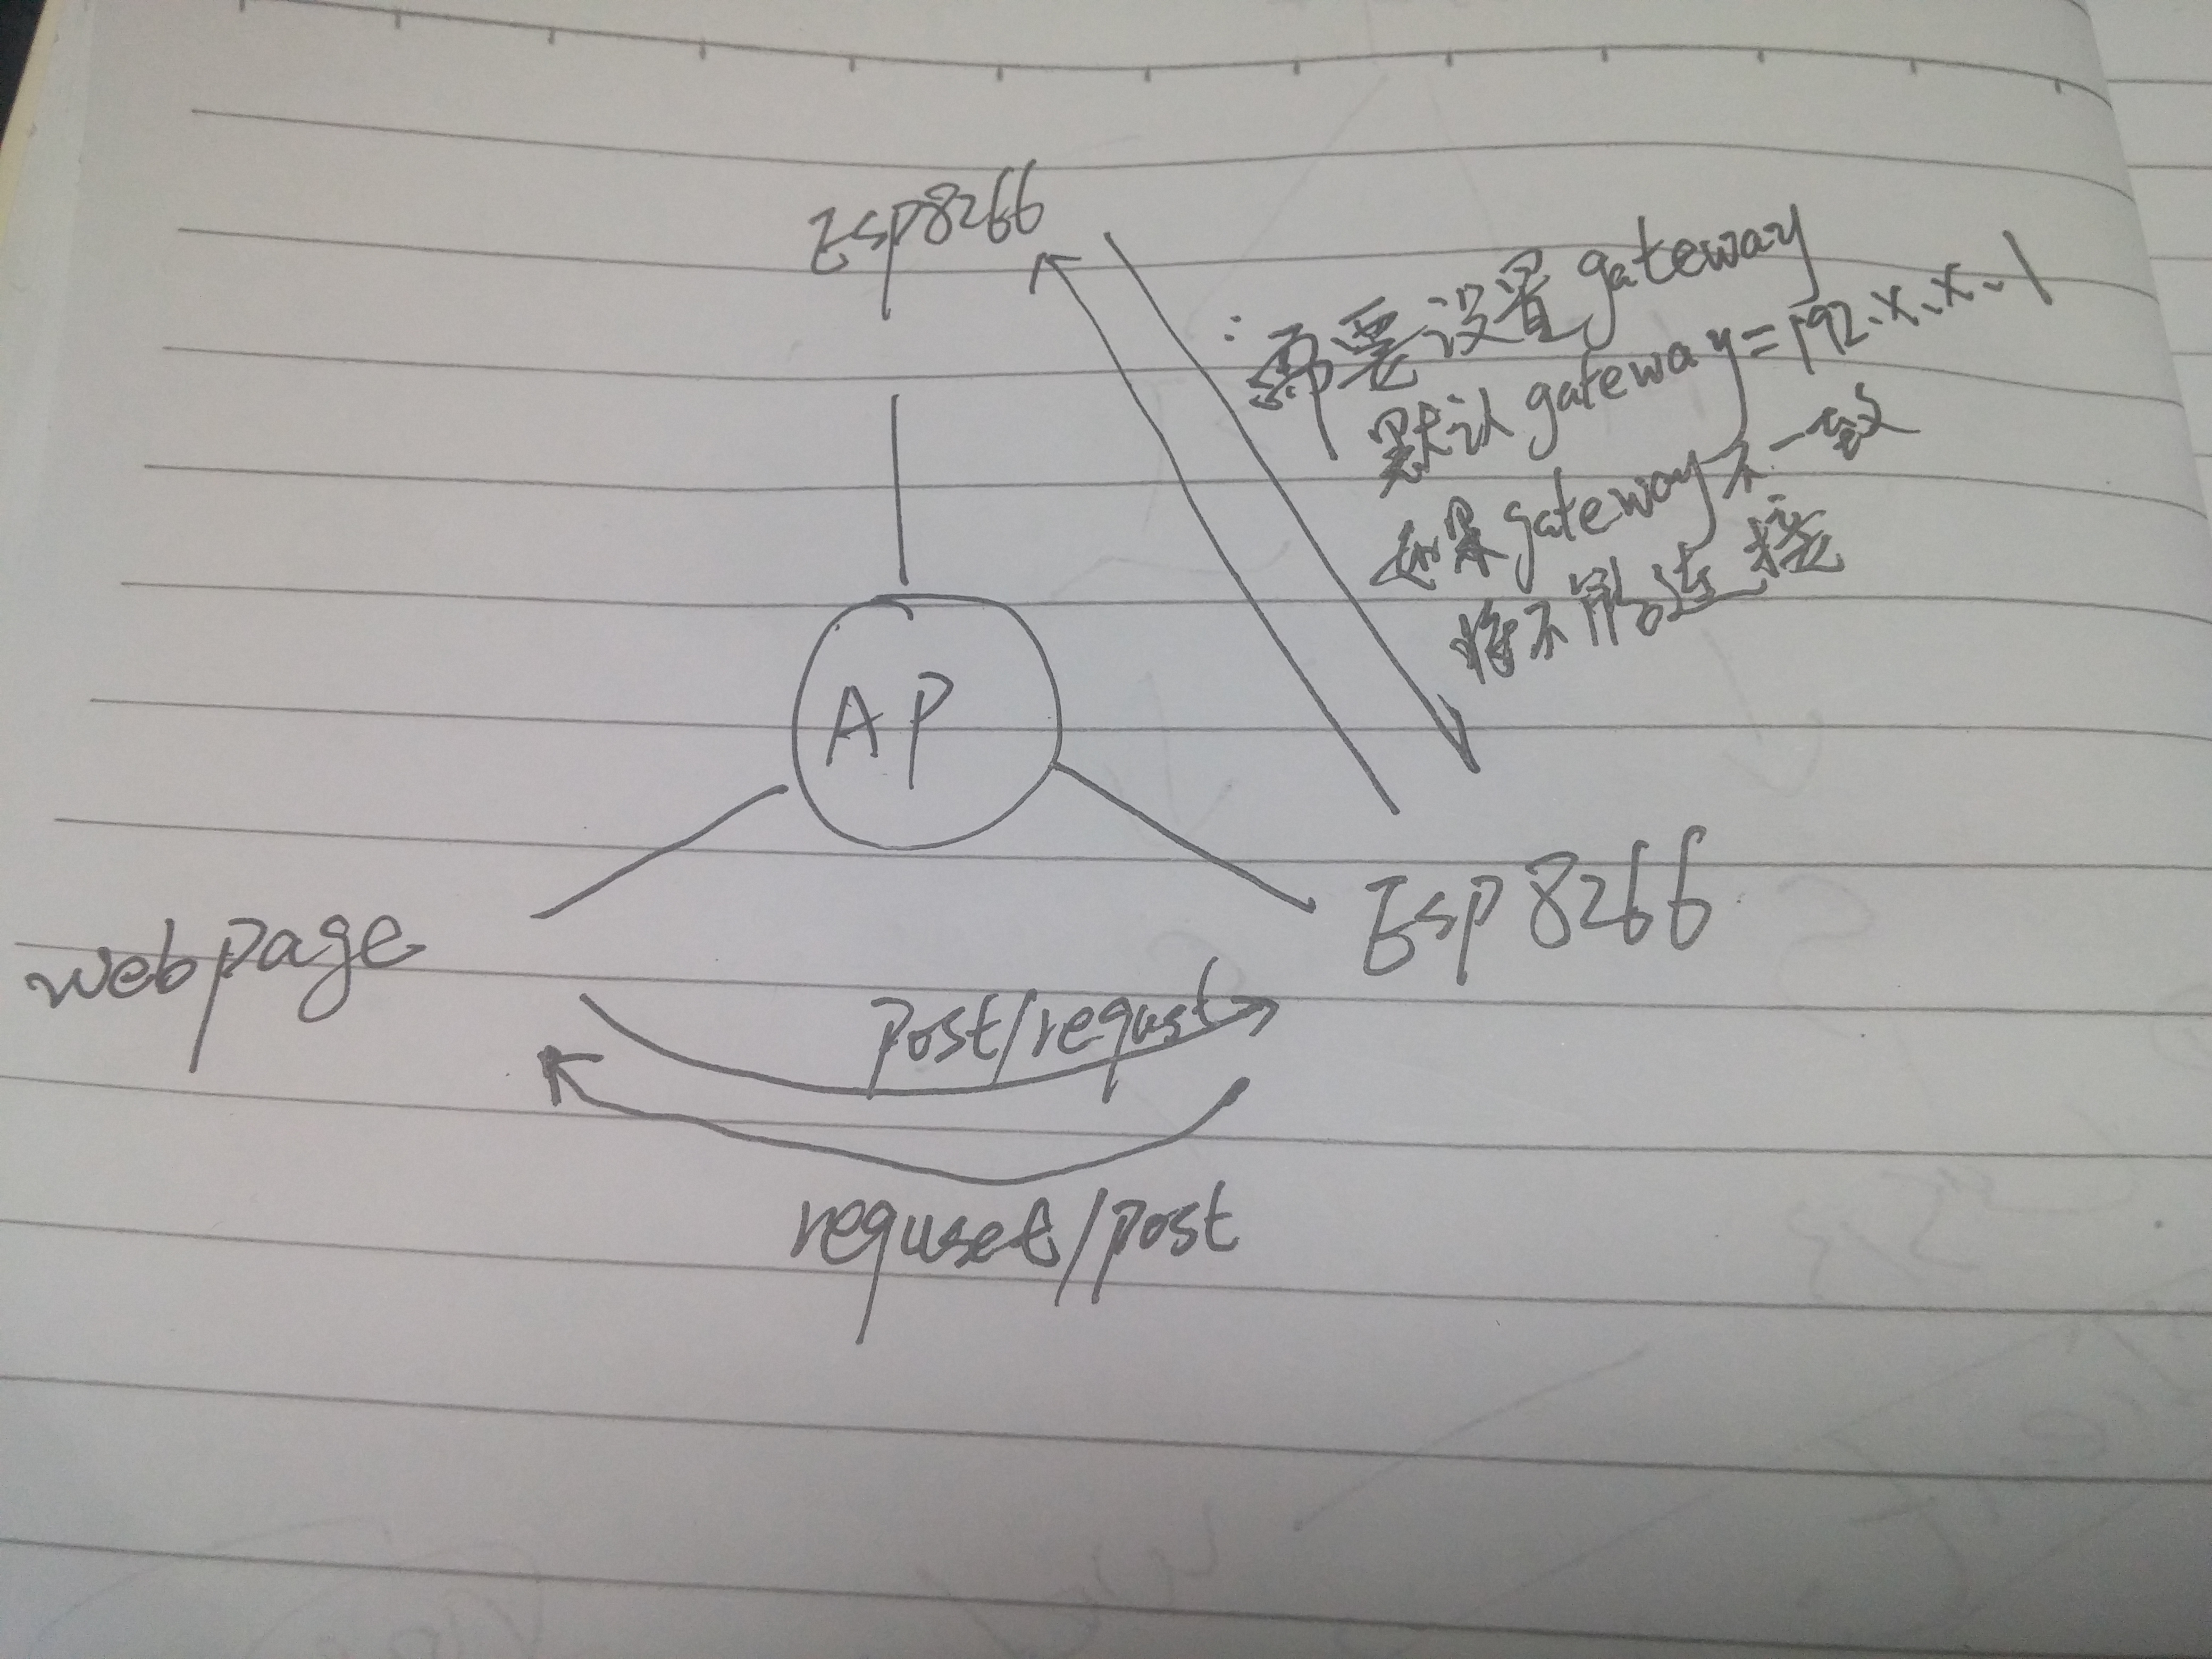 Esp8266
需要设置gateway
默认gateway=192.x.x.1
如果gateway不一致
将不能连接
AP
webpage
Esp8266
Post/requst
requset/post